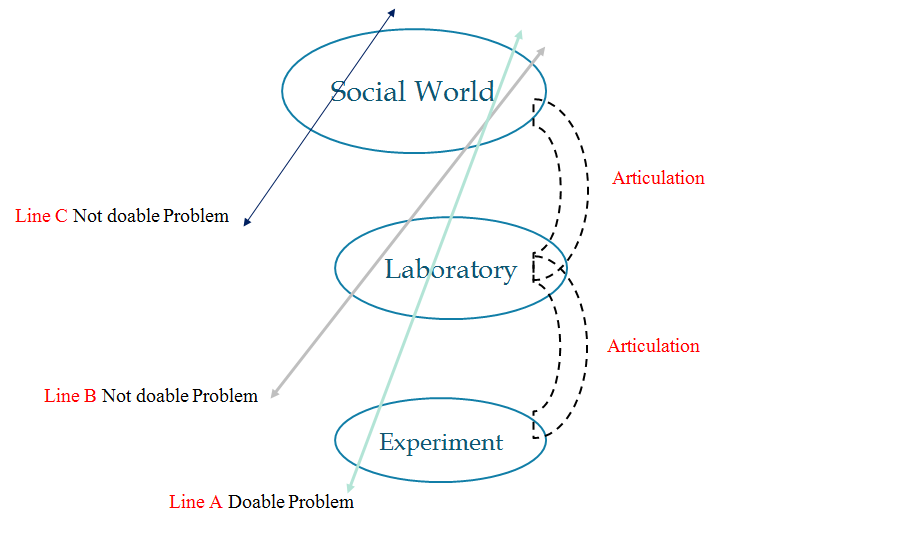 Social World
Articulation
Line C Not doable Problem
Laboratory
Articulation
Line B Not doable Problem
Experiment
Line A Doable Problem